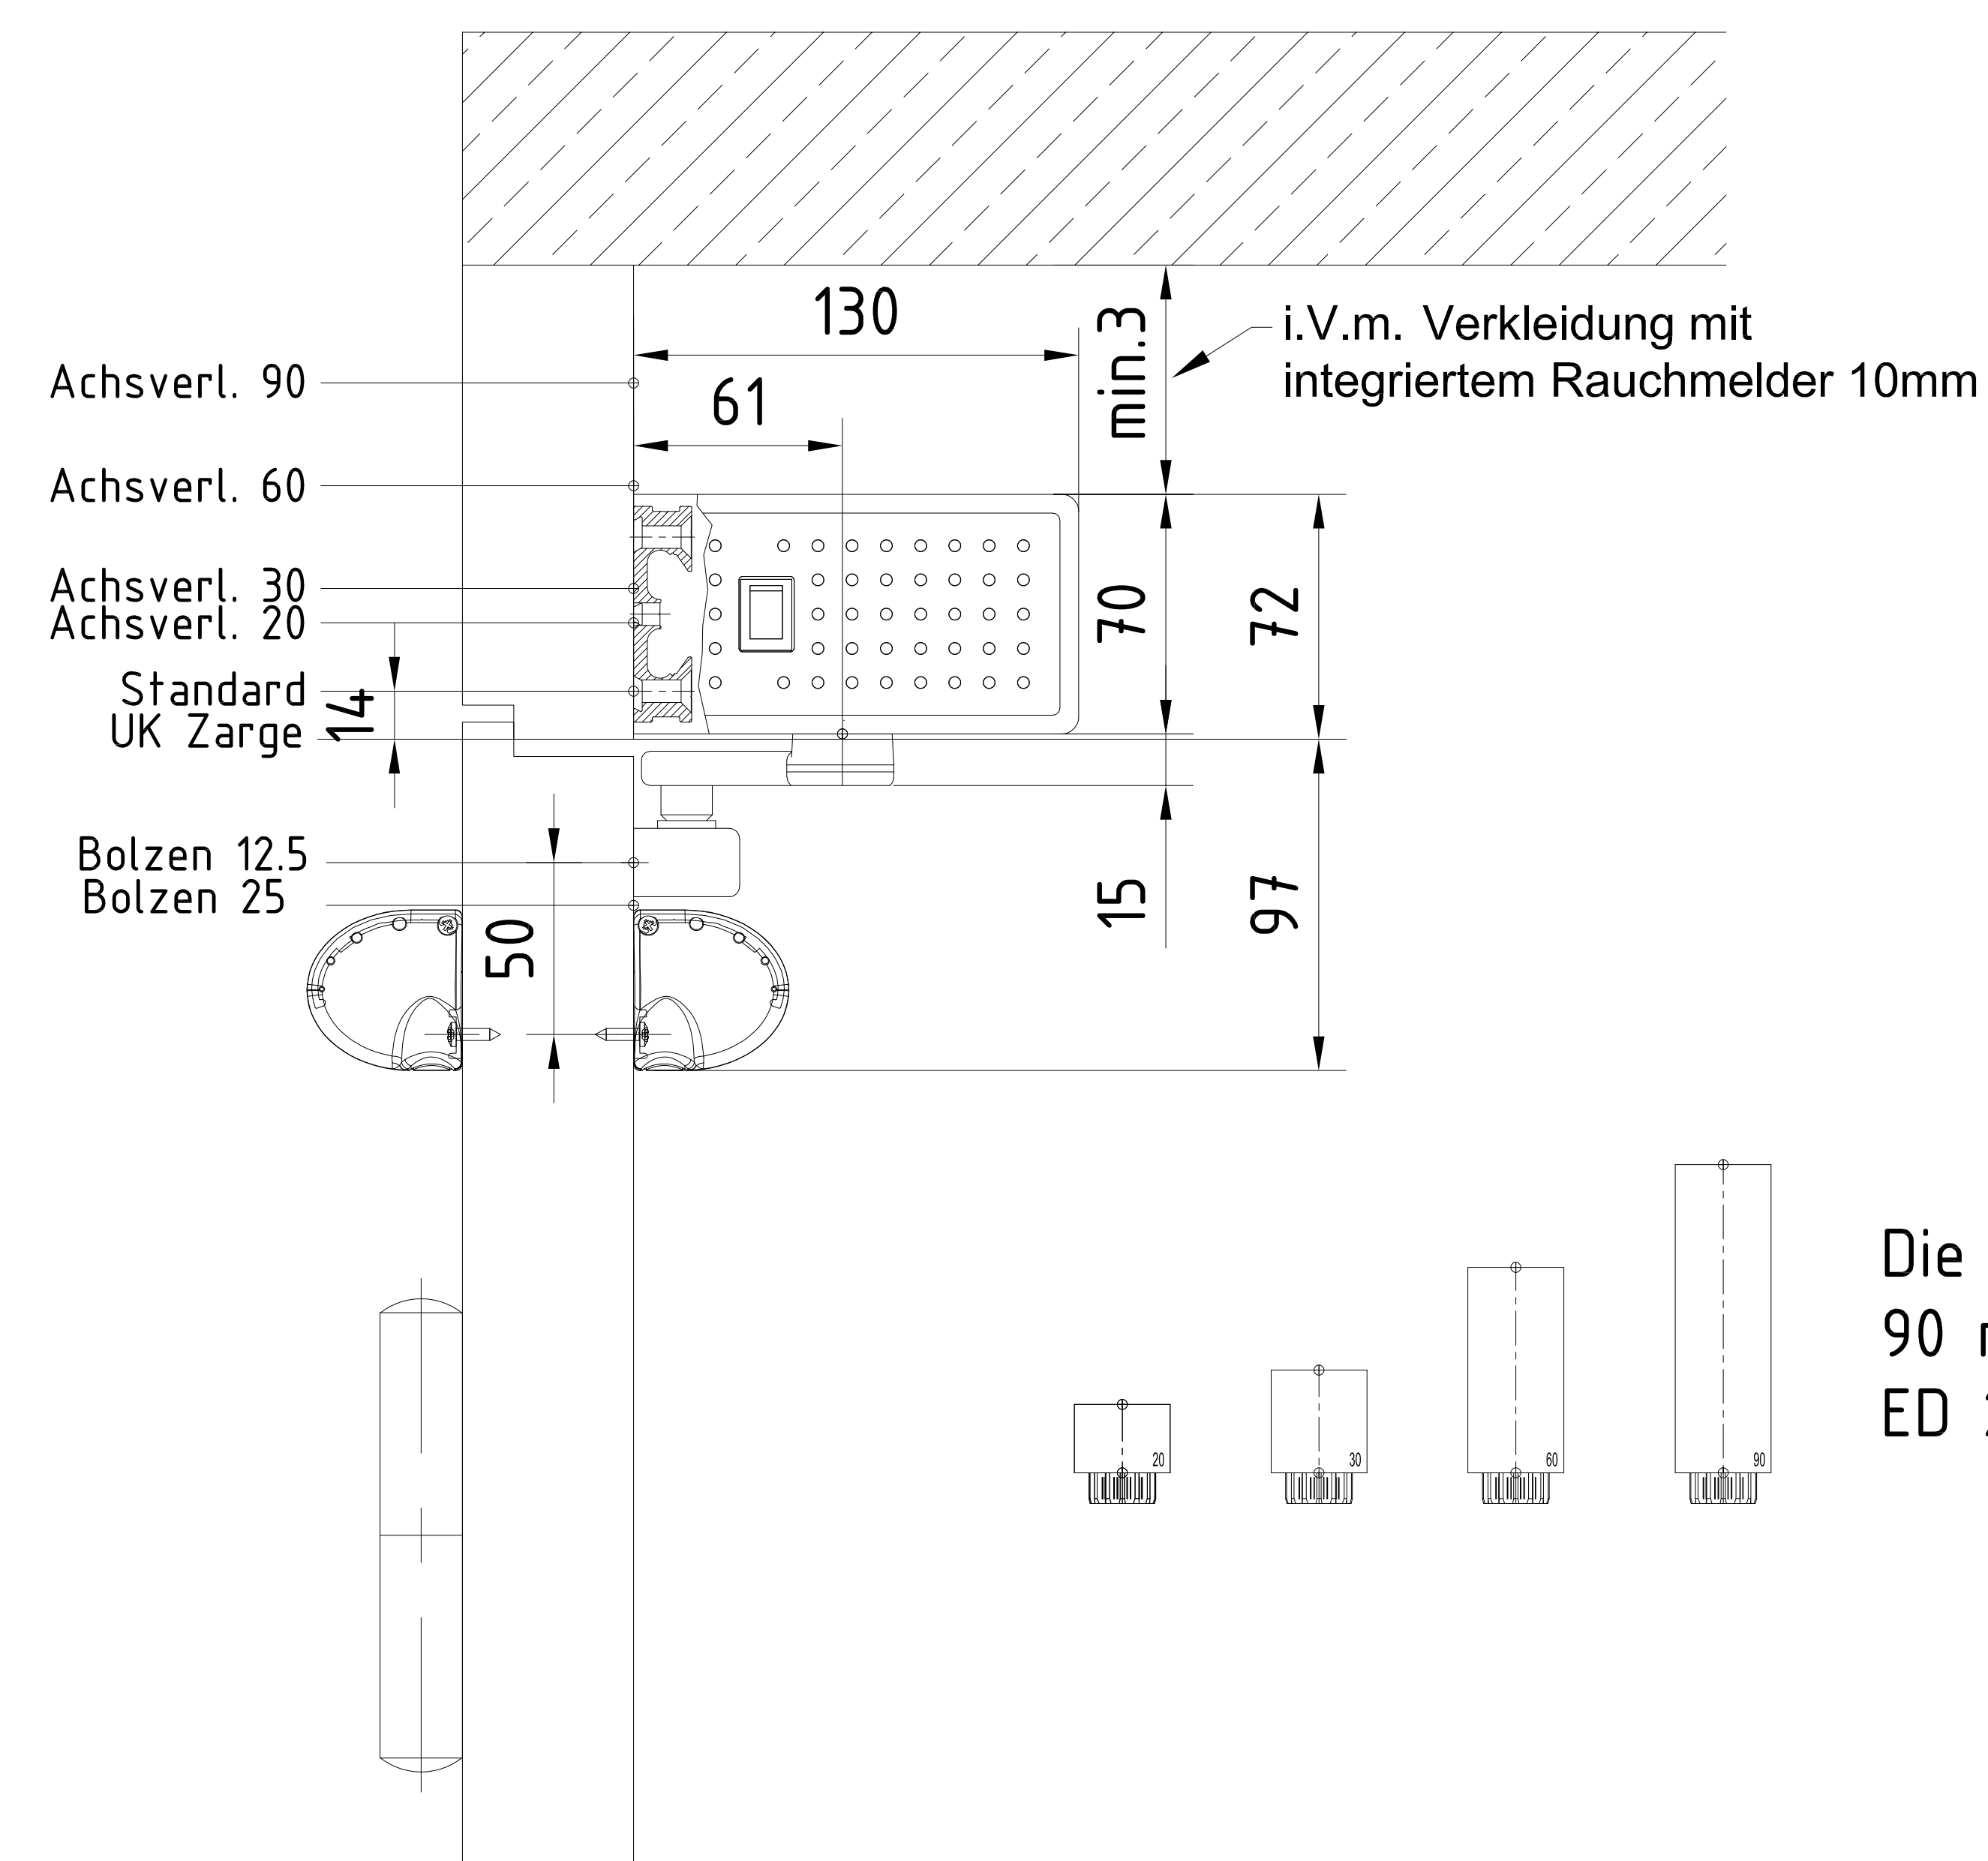 130
61
min.3
i.V.m. Verkleidung mit
integriertem Rauchmelder 10mm
Achsverl. 90
Achsverl. 60
Achsverl. 30
Achsverl. 20
Standard
UK Zarge
14
70
72
Bolzen 12.5
Bolzen 25
50
15
97
Die
90
ED
20
30
60
90